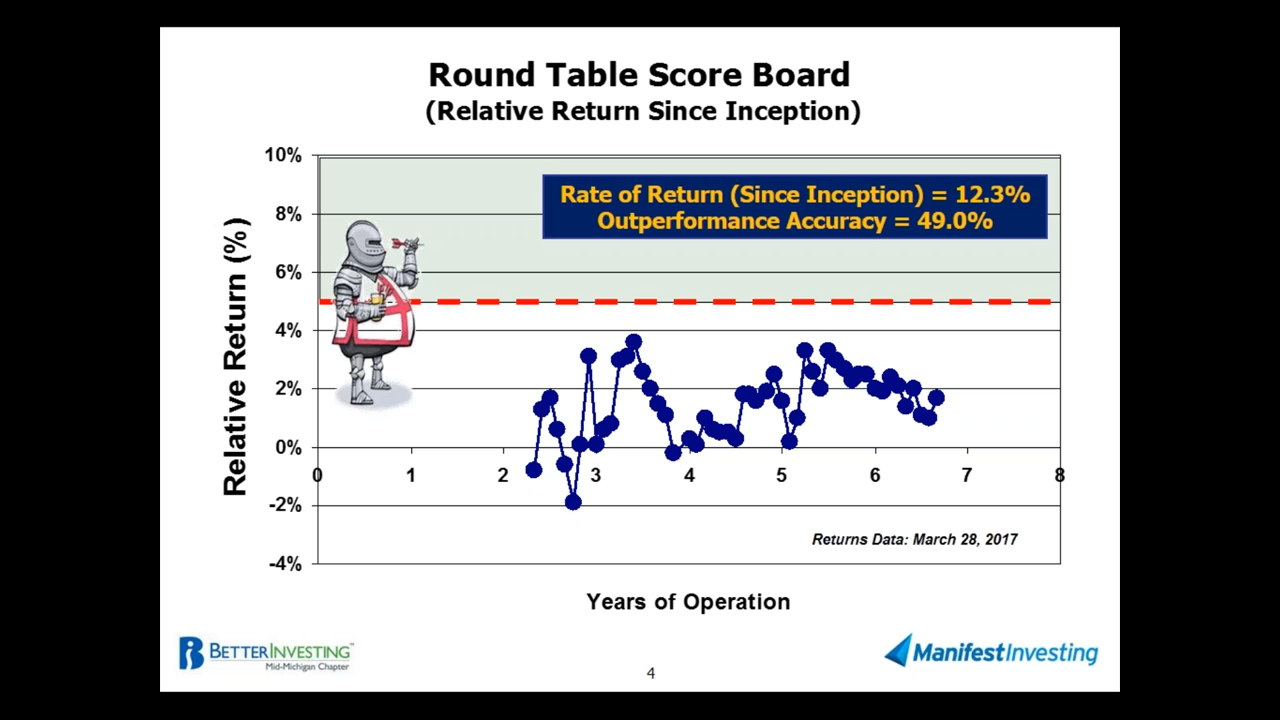 Round Table Score Board
(Relative Return Since Inception)
10%
Rate of Return (Since Inception) = 12.3%
Outperformance Accuracy = 49.0%
8%
6%
4%
2%
0%
-2%
-4%
Relative Return (%)
0 1 2 3 4 5 6 7 8
Returns Data: March 28, 2017
Years of Operation
BETTERINVESTING™
Mid-Michigan Chapter
ManifestInvesting
4